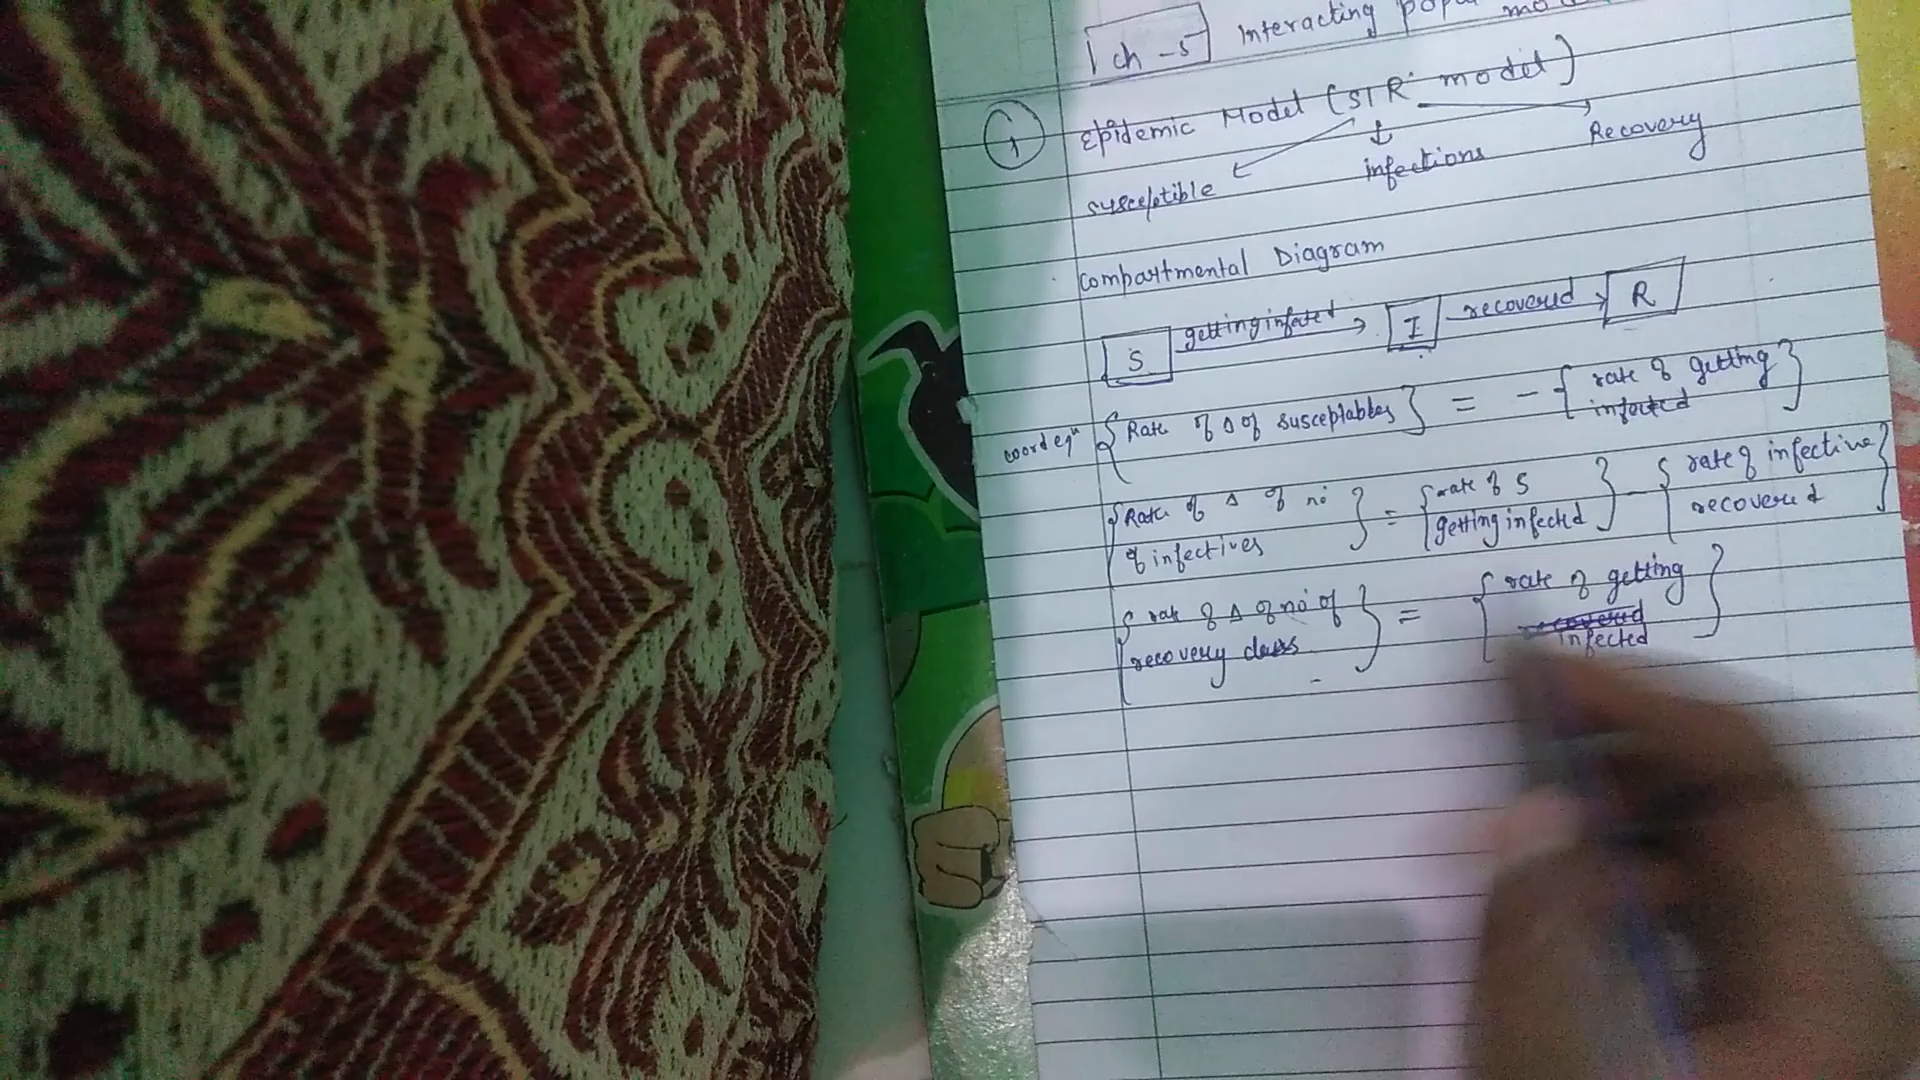 ch - 5 Interacting popu
1 Epidemic Model (SIR model)
susceptible infections Recovery
Compartmental Diagram
S getting infected I recovered R
word eqn { Rate of Δ of susceptables } = - { rate of getting
infected }
{ Rate of Δ of no
of infectives } = { rate of S
getting infected } - { rate of infective
recovered }
{ rate of Δ of no of
recovery class } = { rate of getting
recovered
infected }